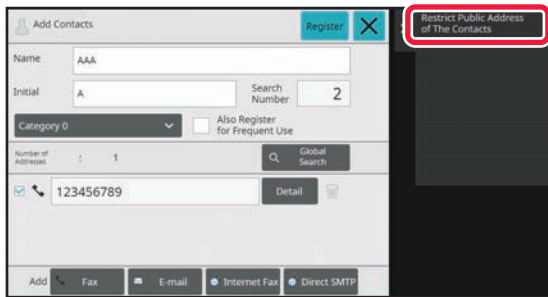 Add Contacts
Register
Restrict Public Address
of The Contacts
Name
AAA
Initial
A
Search
Number
2
Category 0
Also Register
for Frequent Use
Number of
Addresses
:
1
Global
Search
123456789
Detail
Add
Fax
E-mail
Internet Fax
Direct SMTP